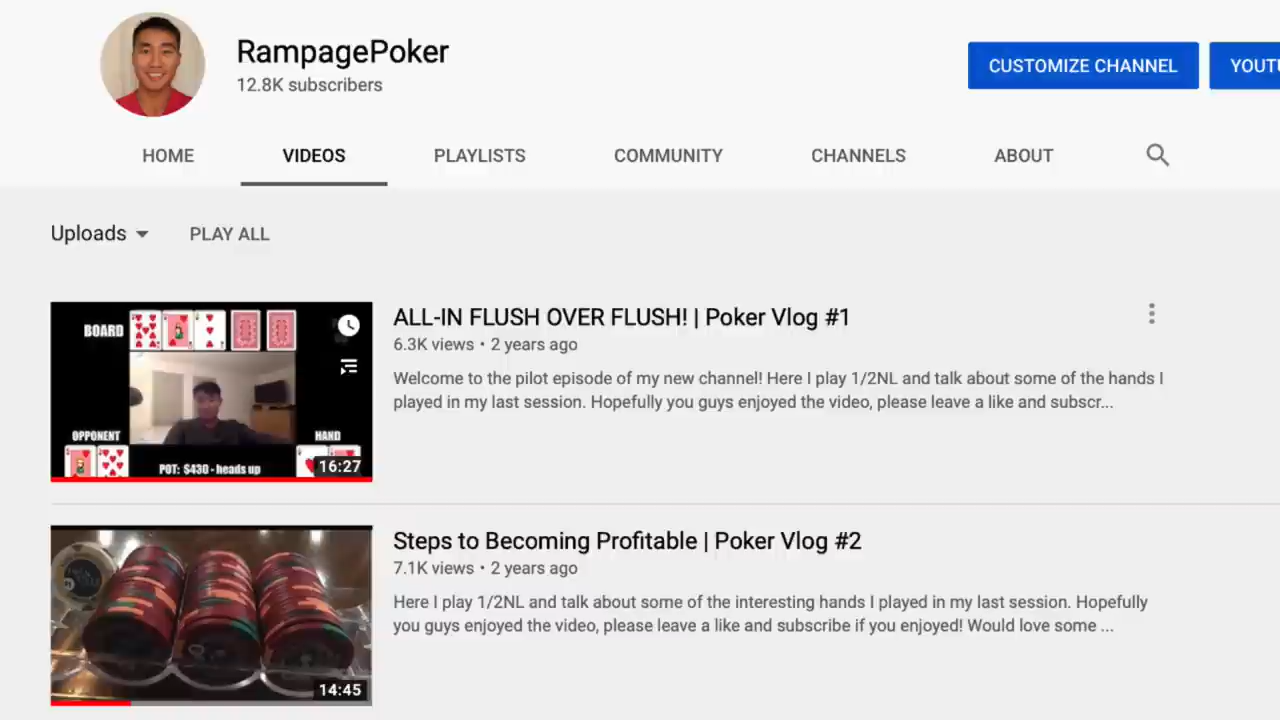 RampagePoker
12.8K subscribers
CUSTOMIZE CHANNEL
HOME
VIDEOS
PLAYLISTS
COMMUNITY
CHANNELS
ABOUT
Uploads
PLAY ALL
BOARD
OPPONENT
HAND
POT: $430 - heads up
16:27
ALL-IN FLUSH OVER FLUSH! | Poker Vlog #1
6.3K views • 2 years ago
Welcome to the pilot episode of my new channel! Here I play 1/2NL and talk about some of the hands I
played in my last session. Hopefully you guys enjoyed the video, please leave a like and subscr...
14:45
Steps to Becoming Profitable | Poker Vlog #2
7.1K views • 2 years ago
Here I play 1/2NL and talk about some of the interesting hands I played in my last session. Hopefully
you guys enjoyed the video, please leave a like and subscribe if you enjoyed! Would love some ...